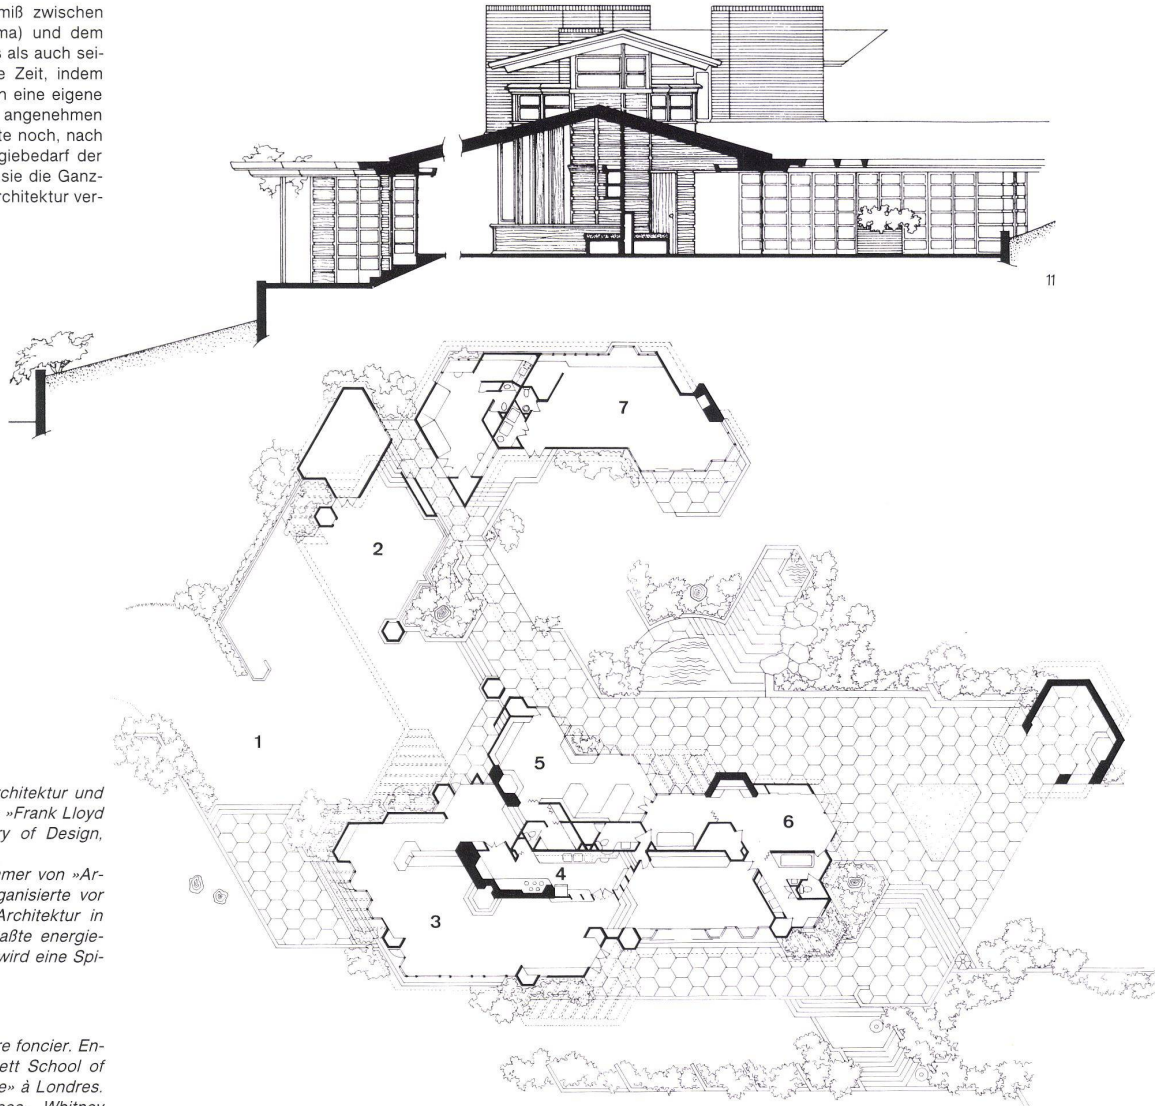 miß zwischen
ma) und dem
s als auch sei-
e Zeit, indem
n eine eigene
angenehmen
te noch, nach
giebedarf der
sie die Ganz-
rchitektur ver-
11
7
2
1
5
6
4
3
rchitektur und
»Frank Lloyd
ry of Design,
mer von »Ar-
ganisierte vor
Architektur in
aßte energie-
wird eine Spi-
re foncier. En-
ett School of
e» à Londres.
Whitney